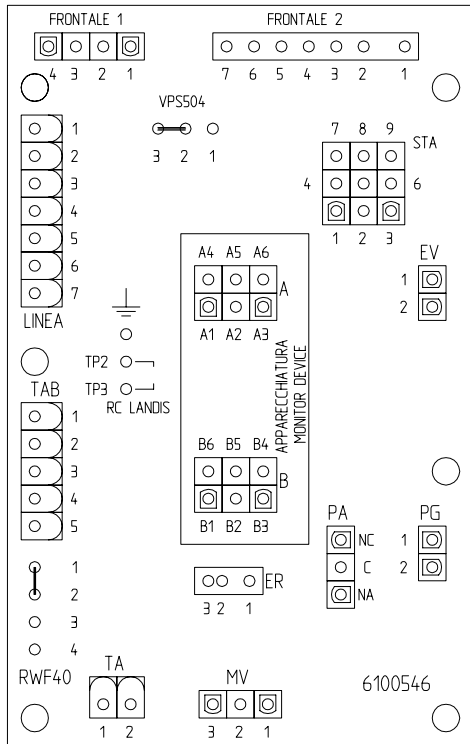 FRONTALE 1
FRONTALE 2
4 3 2 1
7 6 5 4 3 2 1
VPS504
3 2 1
1
2
3
4
5
6
7
LINEA
7 8 9
STA
4
6
1 2 3
EV
1
2
A4 A5 A6
A
A1 A2 A3
APPARECCHIATURA
MONITOR DEVICE
TP2
TP3
RC LANDIS
TAB
1
2
3
4
5
B6 B5 B4
B
B1 B2 B3
PA
NC
C
NA
PG
1
2
1
2
3
4
RWF40
ER
3 2 1
TA
1 2
MV
3 2 1
6100546